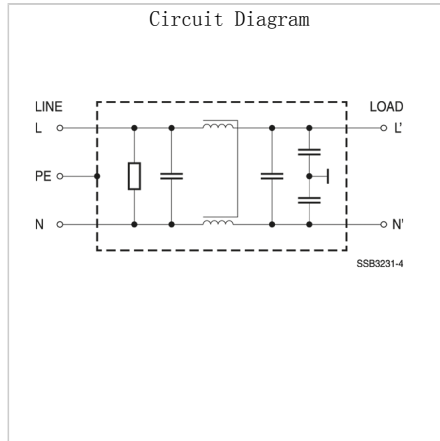 Circuit Diagram
LINE LOAD
L L'
PE
N N'
SSB3231-4